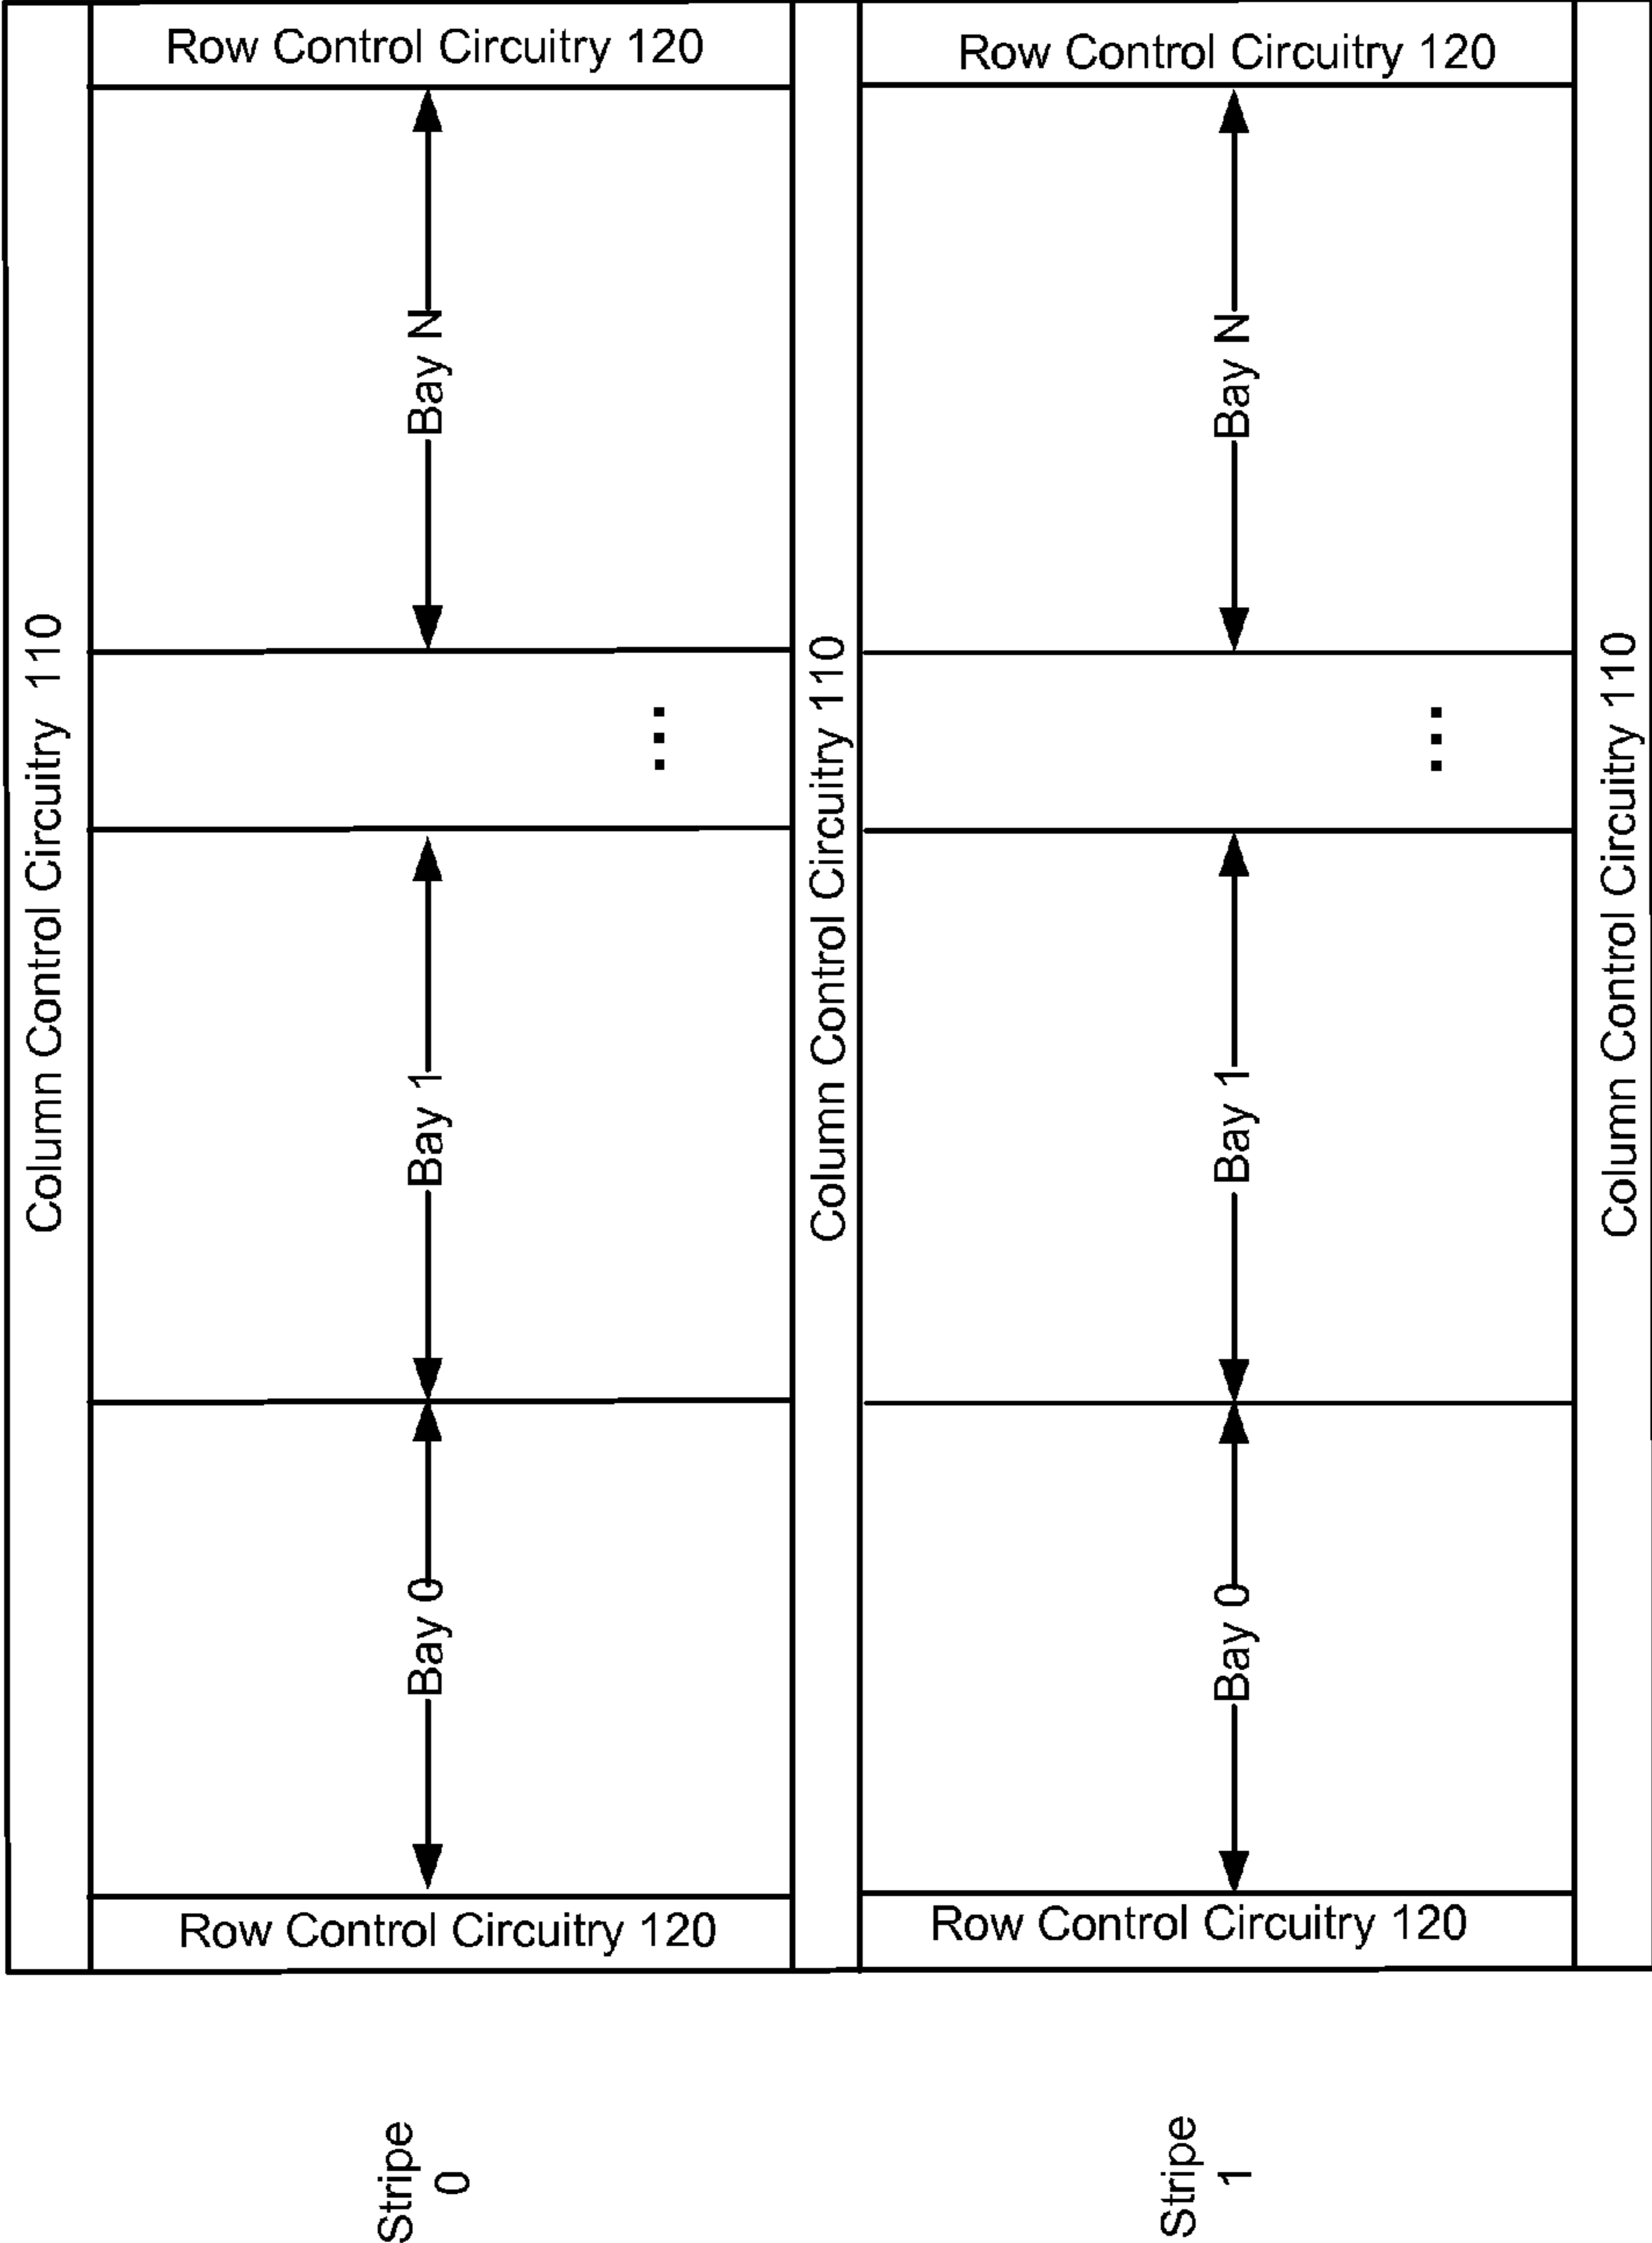 Row Control Circuitry 120
Row Control Circuitry 120
Column Control Circuitry 110
Bay N
Column Control Circuitry 110
Bay N
Column Control Circuitry 110
...
...
Bay 1
Bay 1
Bay 0
Bay 0
Row Control Circuitry 120
Row Control Circuitry 120
Stripe
0
Stripe
1